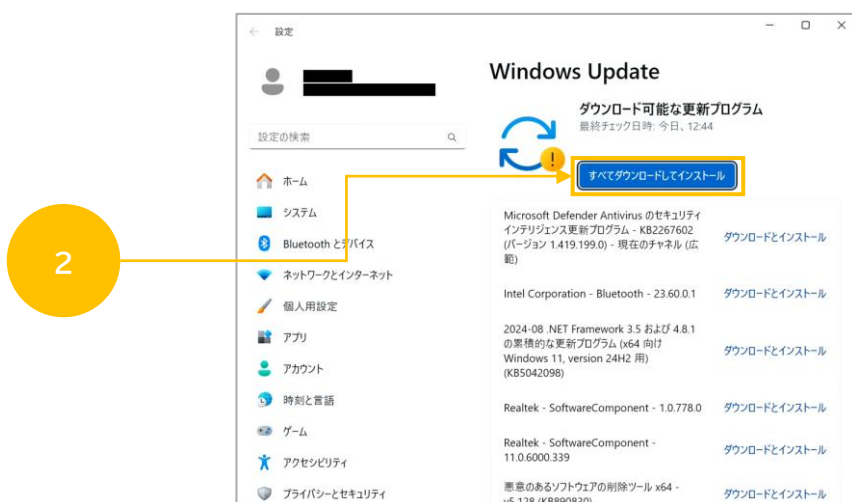 設定
Windows Update
ダウンロード可能な更新プログラム
最終チェック日時: 今日、12:44
すべてダウンロードしてインストール
設定の検索
ホーム
システム
Bluetooth とデバイス
ネットワークとインターネット
個人用設定
アプリ
アカウント
時刻と言語
ゲーム
アクセシビリティ
プライバシーとセキュリティ
2
Microsoft Defender Antivirus のセキュリティ
インテリジェンス更新プログラム - KB2267602
(バージョン 1.419.199.0) - 現在のチャネル (広
範)
ダウンロードとインストール
Intel Corporation - Bluetooth - 23.60.0.1
ダウンロードとインストール
2024-08 .NET Framework 3.5 および 4.8.1
の累積的な更新プログラム (x64 向け
Windows 11, version 24H2 用)
(KB5042098)
ダウンロードとインストール
Realtek - SoftwareComponent - 1.0.778.0
ダウンロードとインストール
Realtek - SoftwareComponent -
11.0.6000.339
ダウンロードとインストール
悪意のあるソフトウェアの削除ツール x64 -
v5.128 (KB890830)
ダウンロードとインストール